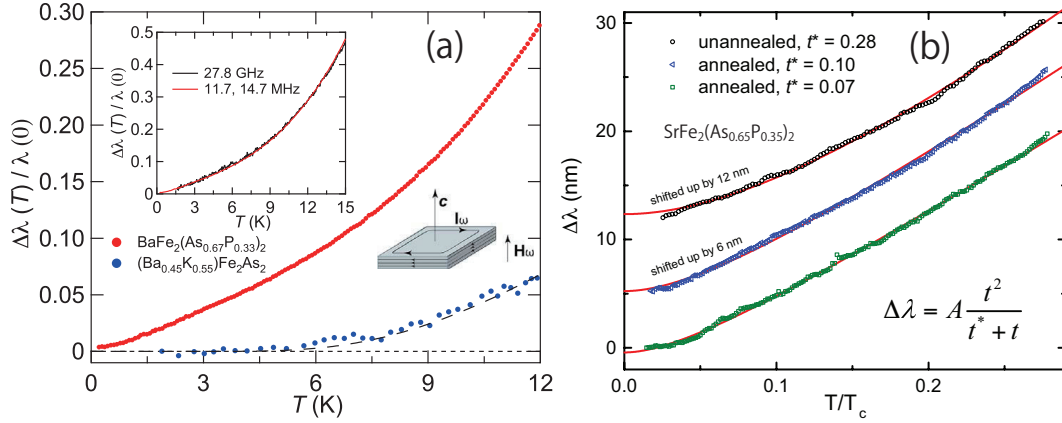 (a)
Δλ (T) / λ (0)
0.30
0.25
0.20
0.15
0.10
0.05
0
0
3
6
9
12
T (K)
Δλ (T) / λ (0)
0.5
0.4
0.3
0.2
0.1
0
0
3
6
9
12
15
T (K)
27.8 GHz
11.7, 14.7 MHz
BaFe₂(As₀.₆₇P₀.₃₃)₂
(Ba₀.₄₅K₀.₅₅)Fe₂As₂
c
Iω
Hω
(b)
Δλ (nm)
30
20
10
0
0.0
0.1
0.2
T/Tc
unannealed, t* = 0.28
annealed, t* = 0.10
annealed, t* = 0.07
SrFe₂(As₀.₆₅P₀.₃₅)₂
shifted up by 12 nm
shifted up by 6 nm
Δλ = A t² / (t* + t)